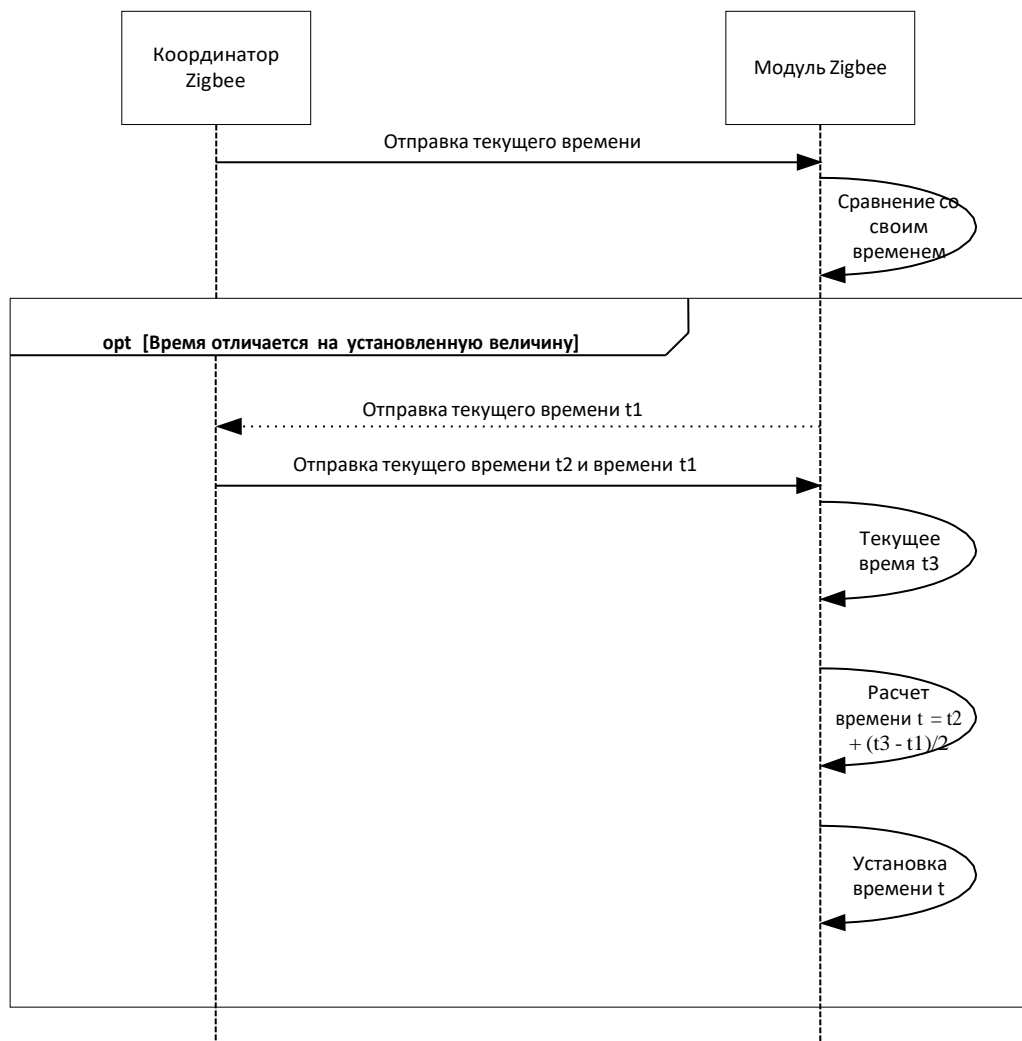 Координатор
Zigbee
Модуль Zigbee
Отправка текущего времени
Сравнение со
своим
временем
opt [Время отличается на установленную величину]
Отправка текущего времени t1
Отправка текущего времени t2 и времени t1
Текущее
время t3
Расчет
времени t = t2
+ (t3 - t1)/2
Установка
времени t